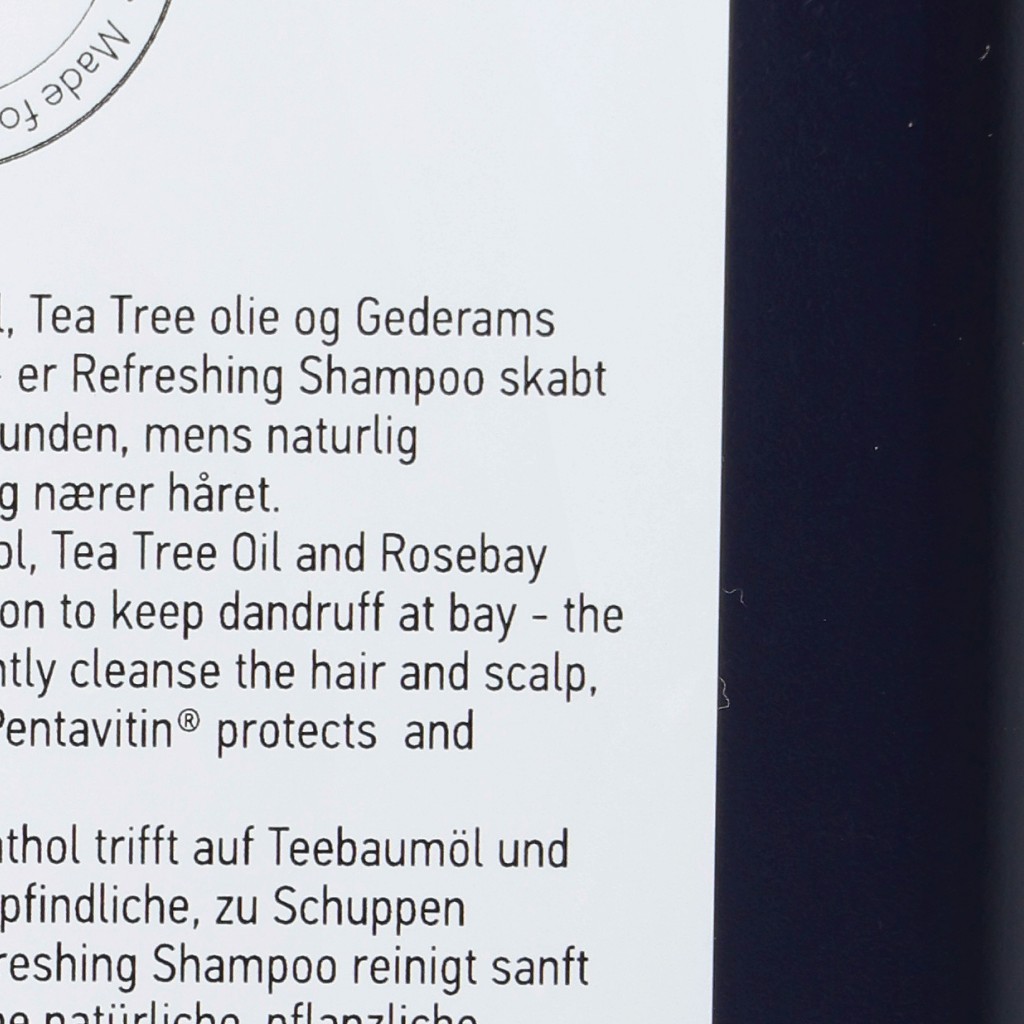 Made fo
, Tea Tree olie og Gederams
er Refreshing Shampoo skabt
unden, mens naturlig
g nærer håret.
ol, Tea Tree Oil and Rosebay
on to keep dandruff at bay - the
ntly cleanse the hair and scalp,
Pentavitin® protects and
thol trifft auf Teebaumöl und
pfindliche, zu Schuppen
reshing Shampoo reinigt sanft
natürliche, pflanzliche